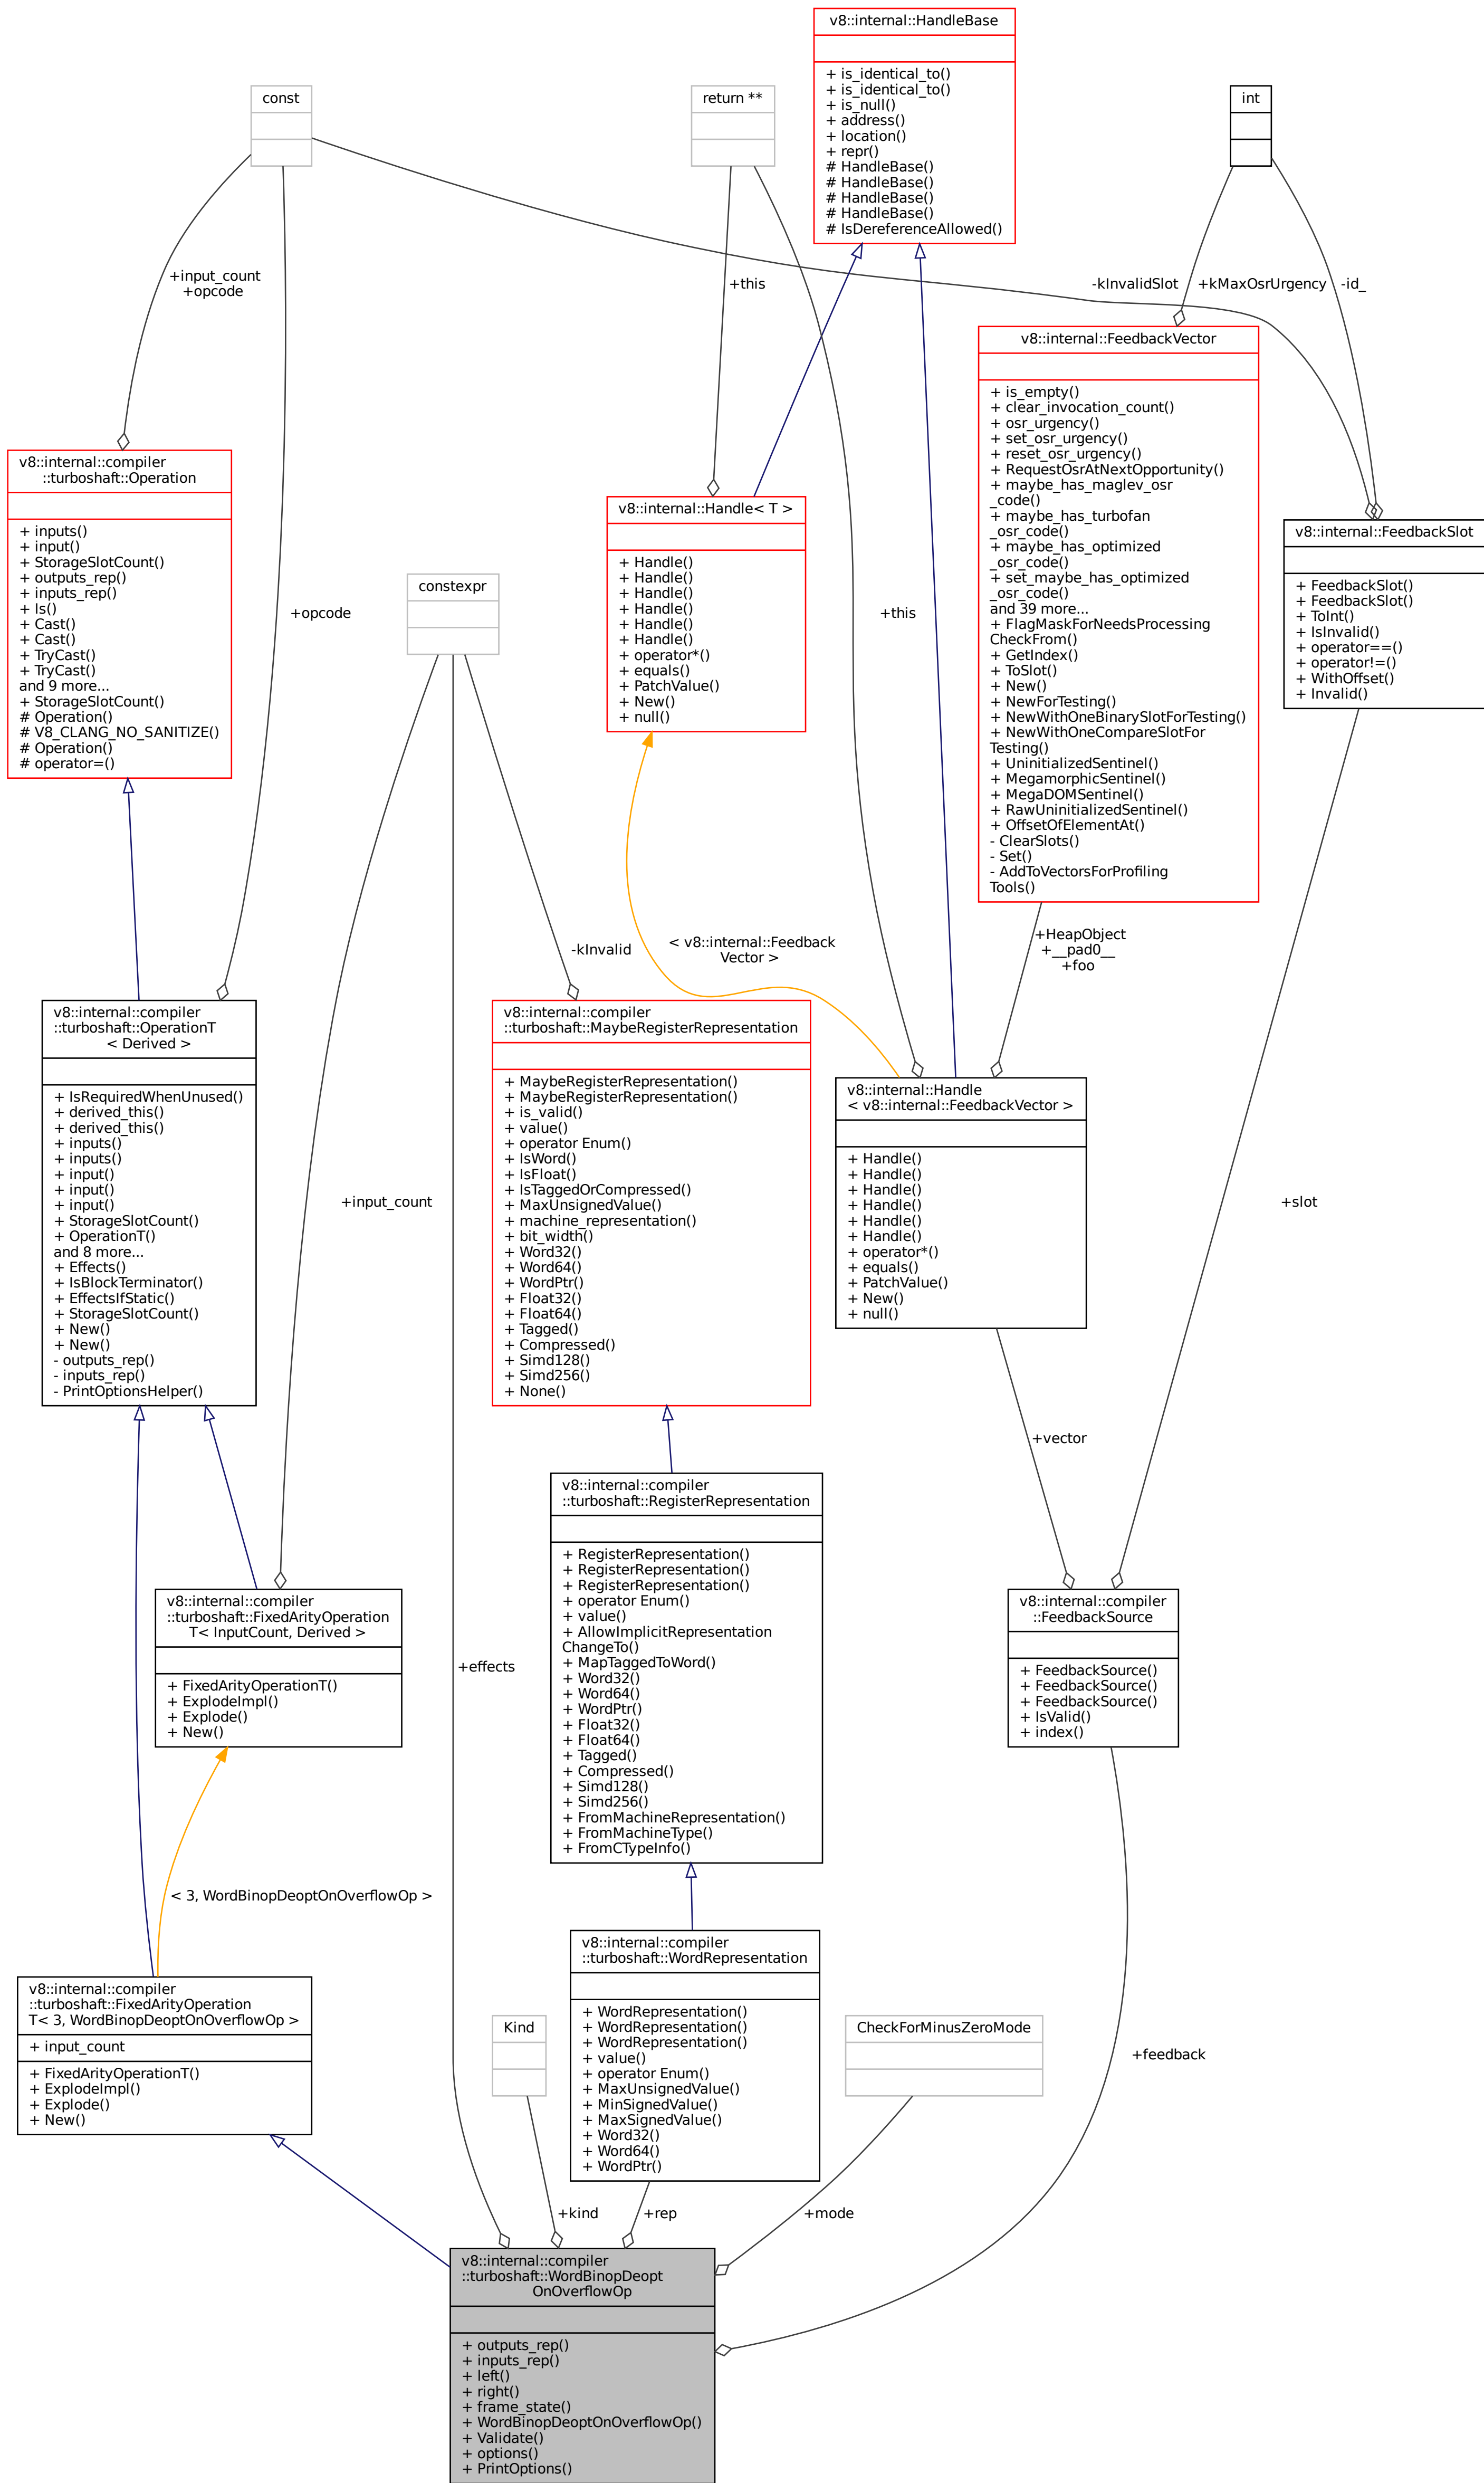 v8::internal::HandleBase
+ is_identical_to()
+ is_identical_to()
+ is_null()
+ address()
+ location()
+ repr()
# HandleBase()
# HandleBase()
# HandleBase()
# HandleBase()
# IsDereferenceAllowed()
const
return **
int
+input_count
+opcode
+this
-kInvalidSlot
+kMaxOsrUrgency
-id_
v8::internal::FeedbackVector
+ is_empty()
+ clear_invocation_count()
+ osr_urgency()
+ set_osr_urgency()
+ reset_osr_urgency()
+ RequestOsrAtNextOpportunity()
+ maybe_has_maglev_osr
_code()
+ maybe_has_turbofan
_osr_code()
+ maybe_has_optimized
_osr_code()
+ set_maybe_has_optimized
_osr_code()
and 39 more...
+ FlagMaskForNeedsProcessing
CheckFrom()
+ GetIndex()
+ ToSlot()
+ New()
+ NewForTesting()
+ NewWithOneBinarySlotForTesting()
+ NewWithOneCompareSlotFor
Testing()
+ UninitializedSentinel()
+ MegamorphicSentinel()
+ MegaDOMSentinel()
+ RawUninitializedSentinel()
+ OffsetOfElementAt()
- ClearSlots()
- Set()
- AddToVectorsForProfiling
Tools()
v8::internal::compiler
::turboshaft::Operation
+ inputs()
+ input()
+ StorageSlotCount()
+ outputs_rep()
+ inputs_rep()
+ Is()
+ Cast()
+ Cast()
+ TryCast()
+ TryCast()
and 9 more...
+ StorageSlotCount()
# Operation()
# V8_CLANG_NO_SANITIZE()
# Operation()
# operator=()
v8::internal::Handle< T >
+ Handle()
+ Handle()
+ Handle()
+ Handle()
+ Handle()
+ Handle()
+ operator*()
+ equals()
+ PatchValue()
+ New()
+ null()
v8::internal::FeedbackSlot
+ FeedbackSlot()
+ FeedbackSlot()
+ ToInt()
+ IsInvalid()
+ operator==()
+ operator!=()
+ WithOffset()
+ Invalid()
constexpr
+opcode
+this
-kInvalid
< v8::internal::Feedback
Vector >
+HeapObject
+__pad0__
+foo
v8::internal::compiler
::turboshaft::OperationT
< Derived >
+ IsRequiredWhenUnused()
+ derived_this()
+ derived_this()
+ inputs()
+ inputs()
+ input()
+ input()
+ input()
+ StorageSlotCount()
+ OperationT()
and 8 more...
+ Effects()
+ IsBlockTerminator()
+ EffectsIfStatic()
+ StorageSlotCount()
+ New()
+ New()
- outputs_rep()
- inputs_rep()
- PrintOptionsHelper()
+input_count
v8::internal::compiler
::turboshaft::MaybeRegisterRepresentation
+ MaybeRegisterRepresentation()
+ MaybeRegisterRepresentation()
+ is_valid()
+ value()
+ operator Enum()
+ IsWord()
+ IsFloat()
+ IsTaggedOrCompressed()
+ MaxUnsignedValue()
+ machine_representation()
+ bit_width()
+ Word32()
+ Word64()
+ WordPtr()
+ Float32()
+ Float64()
+ Tagged()
+ Compressed()
+ Simd128()
+ Simd256()
+ None()
v8::internal::Handle
< v8::internal::FeedbackVector >
+ Handle()
+ Handle()
+ Handle()
+ Handle()
+ Handle()
+ Handle()
+ operator*()
+ equals()
+ PatchValue()
+ New()
+ null()
+slot
+vector
v8::internal::compiler
::turboshaft::RegisterRepresentation
+ RegisterRepresentation()
+ RegisterRepresentation()
+ RegisterRepresentation()
+ operator Enum()
+ value()
+ AllowImplicitRepresentation
ChangeTo()
+ MapTaggedToWord()
+ Word32()
+ Word64()
+ WordPtr()
+ Float32()
+ Float64()
+ Tagged()
+ Compressed()
+ Simd128()
+ Simd256()
+ FromMachineRepresentation()
+ FromMachineType()
+ FromCTypeInfo()
v8::internal::compiler
::turboshaft::FixedArityOperation
T< InputCount, Derived >
+ FixedArityOperationT()
+ ExplodeImpl()
+ Explode()
+ New()
+effects
v8::internal::compiler
::FeedbackSource
+ FeedbackSource()
+ FeedbackSource()
+ FeedbackSource()
+ IsValid()
+ index()
< 3, WordBinopDeoptOnOverflowOp >
v8::internal::compiler
::turboshaft::FixedArityOperation
T< 3, WordBinopDeoptOnOverflowOp >
+ input_count
+ FixedArityOperationT()
+ ExplodeImpl()
+ Explode()
+ New()
Kind
v8::internal::compiler
::turboshaft::WordRepresentation
+ WordRepresentation()
+ WordRepresentation()
+ WordRepresentation()
+ value()
+ operator Enum()
+ MaxUnsignedValue()
+ MinSignedValue()
+ MaxSignedValue()
+ Word32()
+ Word64()
+ WordPtr()
CheckForMinusZeroMode
+feedback
+kind
+rep
+mode
v8::internal::compiler
::turboshaft::WordBinopDeopt
OnOverflowOp
+ outputs_rep()
+ inputs_rep()
+ left()
+ right()
+ frame_state()
+ WordBinopDeoptOnOverflowOp()
+ Validate()
+ options()
+ PrintOptions()